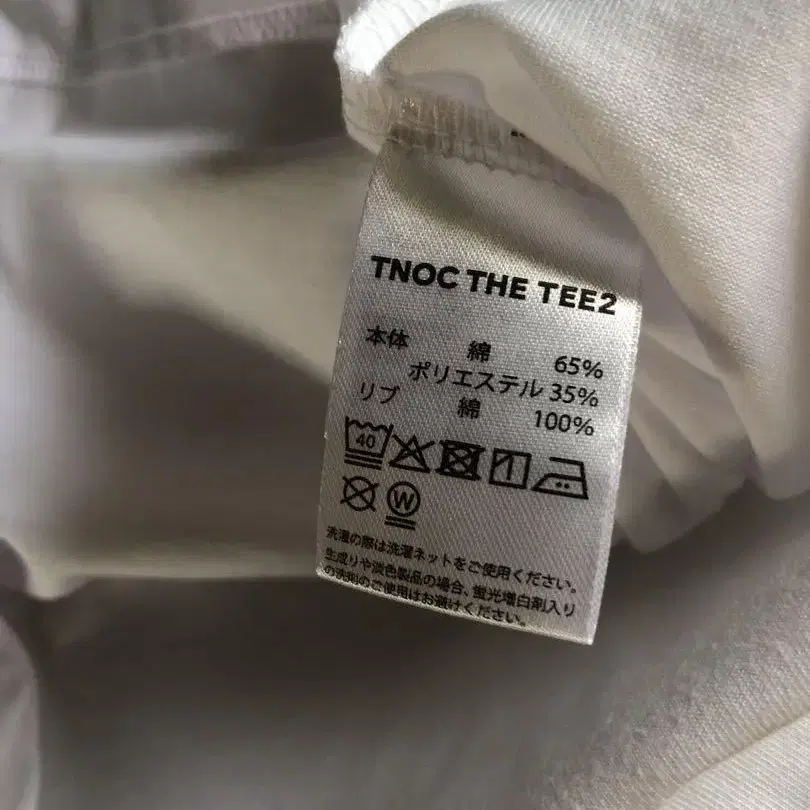 TNOC THE TEE2
本体 綿 65%
ポリエステル 35%
リブ 綿 100%
40
W
洗濯の際は洗濯ネットをご使用ください。
生成りや淡色製品の場合、蛍光増白剤入り
の洗剤のご使用はお避けください。